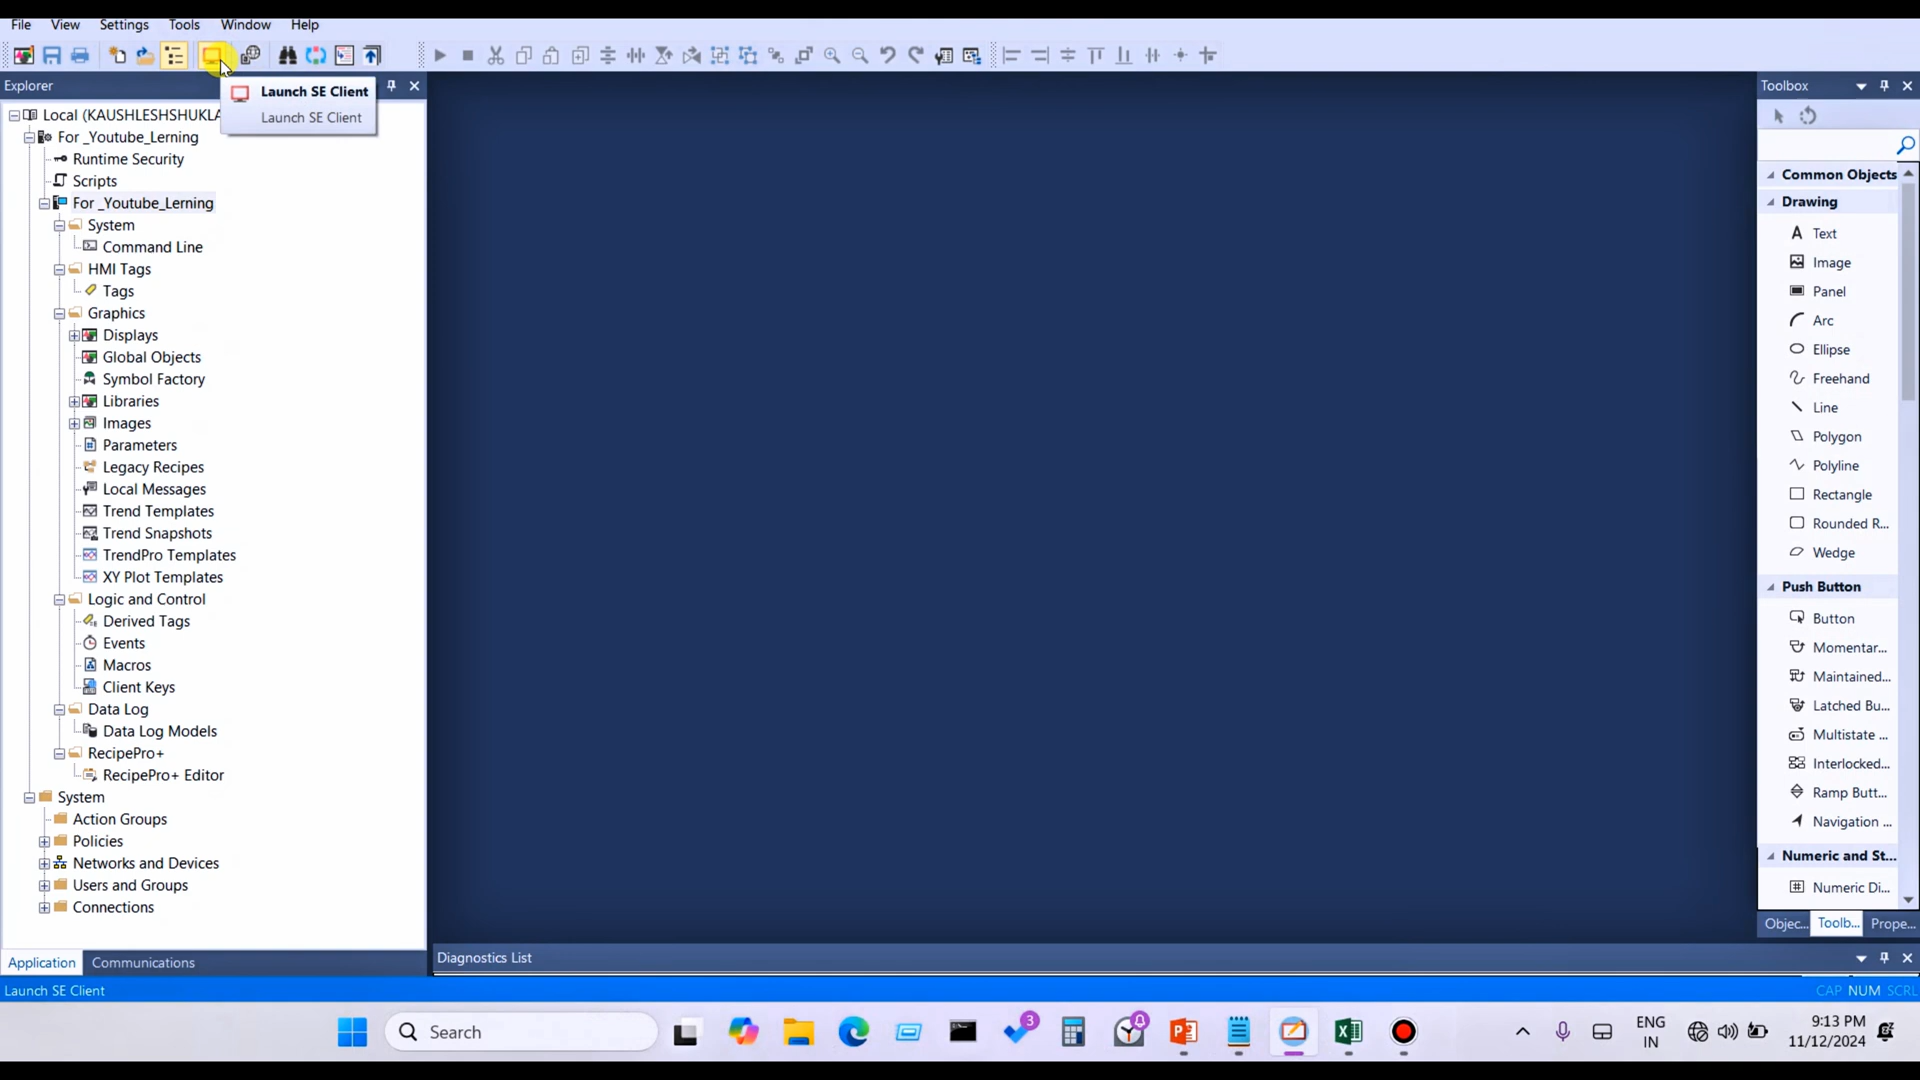 File View Settings Tools Window Help
Explorer
Launch SE Client
Launch SE Client
Local (KAUSHLESHSHUKLA
For _Youtube_Lerning
Runtime Security
Scripts
For _Youtube_Lerning
System
Command Line
HMI Tags
Tags
Graphics
Displays
Global Objects
Symbol Factory
Libraries
Images
Parameters
Legacy Recipes
Local Messages
Trend Templates
Trend Snapshots
TrendPro Templates
XY Plot Templates
Logic and Control
Derived Tags
Events
Macros
Client Keys
Data Log
Data Log Models
RecipePro+
RecipePro+ Editor
System
Action Groups
Policies
Networks and Devices
Users and Groups
Connections
Application Communications
Diagnostics List
Toolbox
Common Objects
Drawing
Text
Image
Panel
Arc
Ellipse
Freehand
Line
Polygon
Polyline
Rectangle
Rounded R...
Wedge
Push Button
Button
Momentar...
Maintained...
Latched Bu...
Multistate ...
Interlocked...
Ramp Butt...
Navigation ...
Numeric and St...
Numeric Di...
Objec... Toolb... Prope...
Launch SE Client
CAP NUM SCRL
Search
3
ENG
IN
9:13 PM
11/12/2024